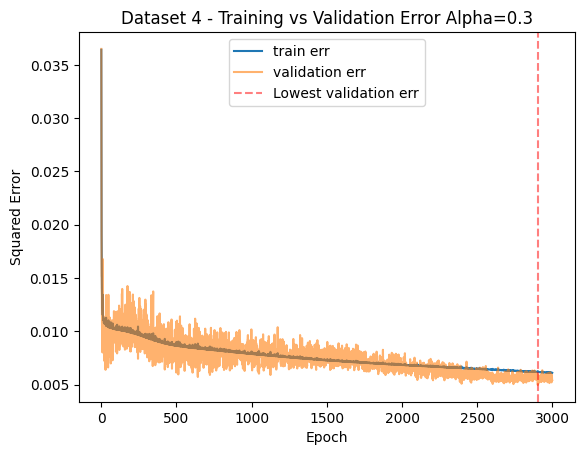 Dataset 4 - Training vs Validation Error Alpha=0.3
train err
validation err
Lowest validation err
Squared Error
0.035
0.030
0.025
0.020
0.015
0.010
0.005
0
500
1000
1500
2000
2500
3000
Epoch